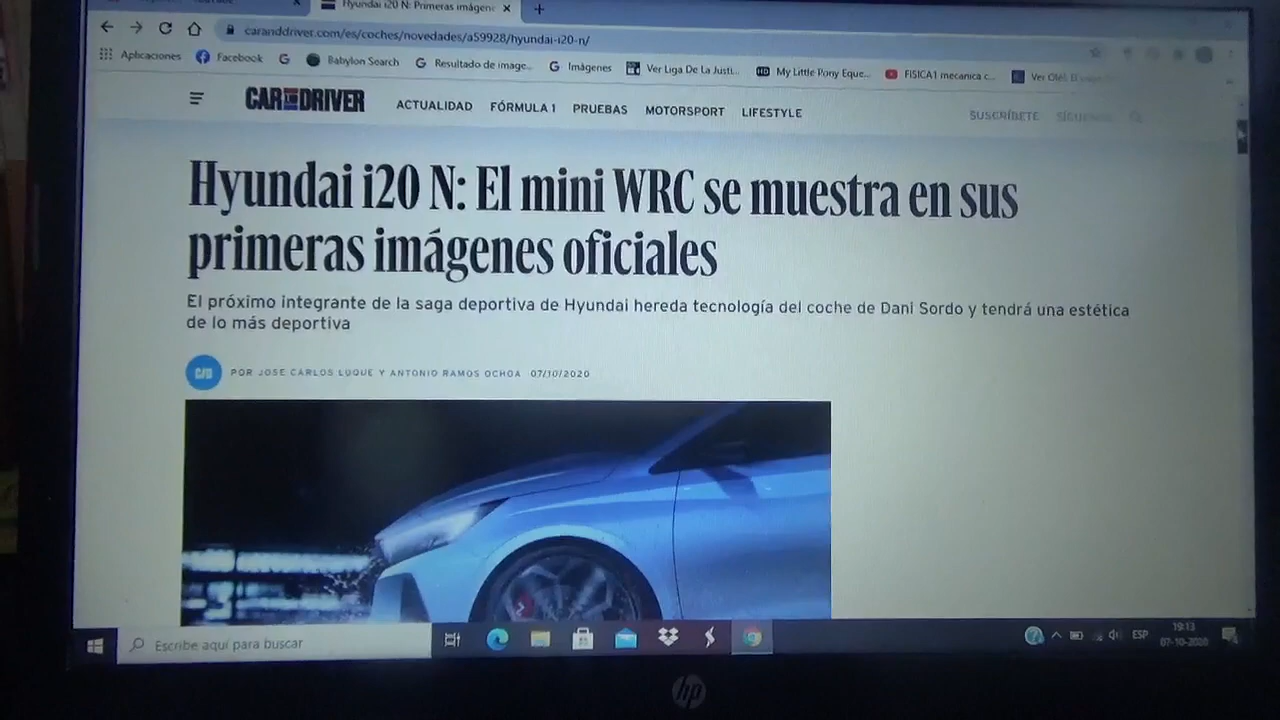 Hyundai i20 N: Primeras imágene
caranddriver.com/es/coches/novedades/a59928/hyundai-i20-n/
Aplicaciones Facebook Babylon Search Resultado de image... Imágenes Ver Liga De La Justi... My Little Pony Eque... FISICA1 mecanica c... Ver Olé!
CAR AND DRIVER ACTUALIDAD FÓRMULA 1 PRUEBAS MOTORSPORT LIFESTYLE SUSCRÍBETE
Hyundai i20 N: El mini WRC se muestra en sus
primeras imágenes oficiales
El próximo integrante de la saga deportiva de Hyundai hereda tecnología del coche de Dani Sordo y tendrá una estética
de lo más deportiva
C/D POR JOSE CARLOS LUQUE Y ANTONIO RAMOS OCHOA 07/10/2020
Escribe aquí para buscar
ESP 19:13
07-10-2020
hp